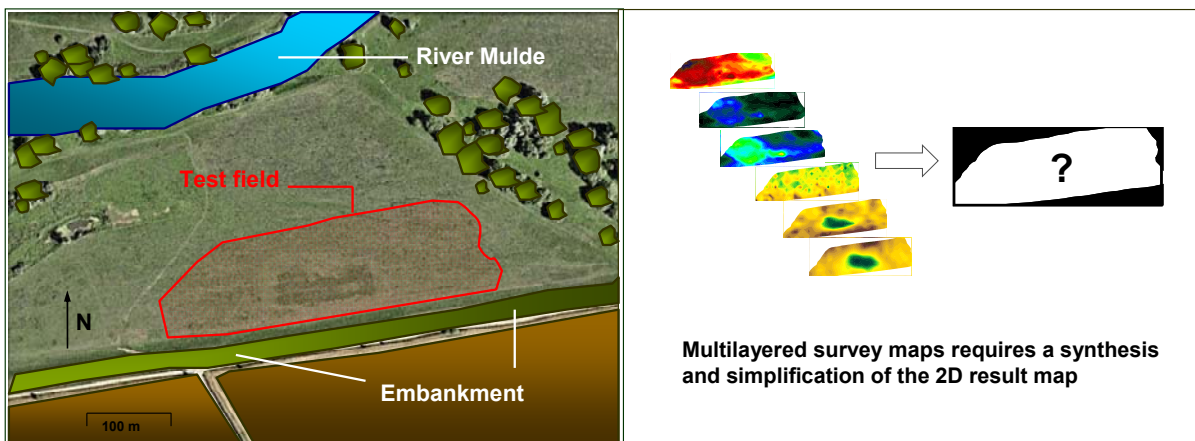 River Mulde
Test field
N
Embankment
100 m
?
Multilayered survey maps requires a synthesis
and simplification of the 2D result map